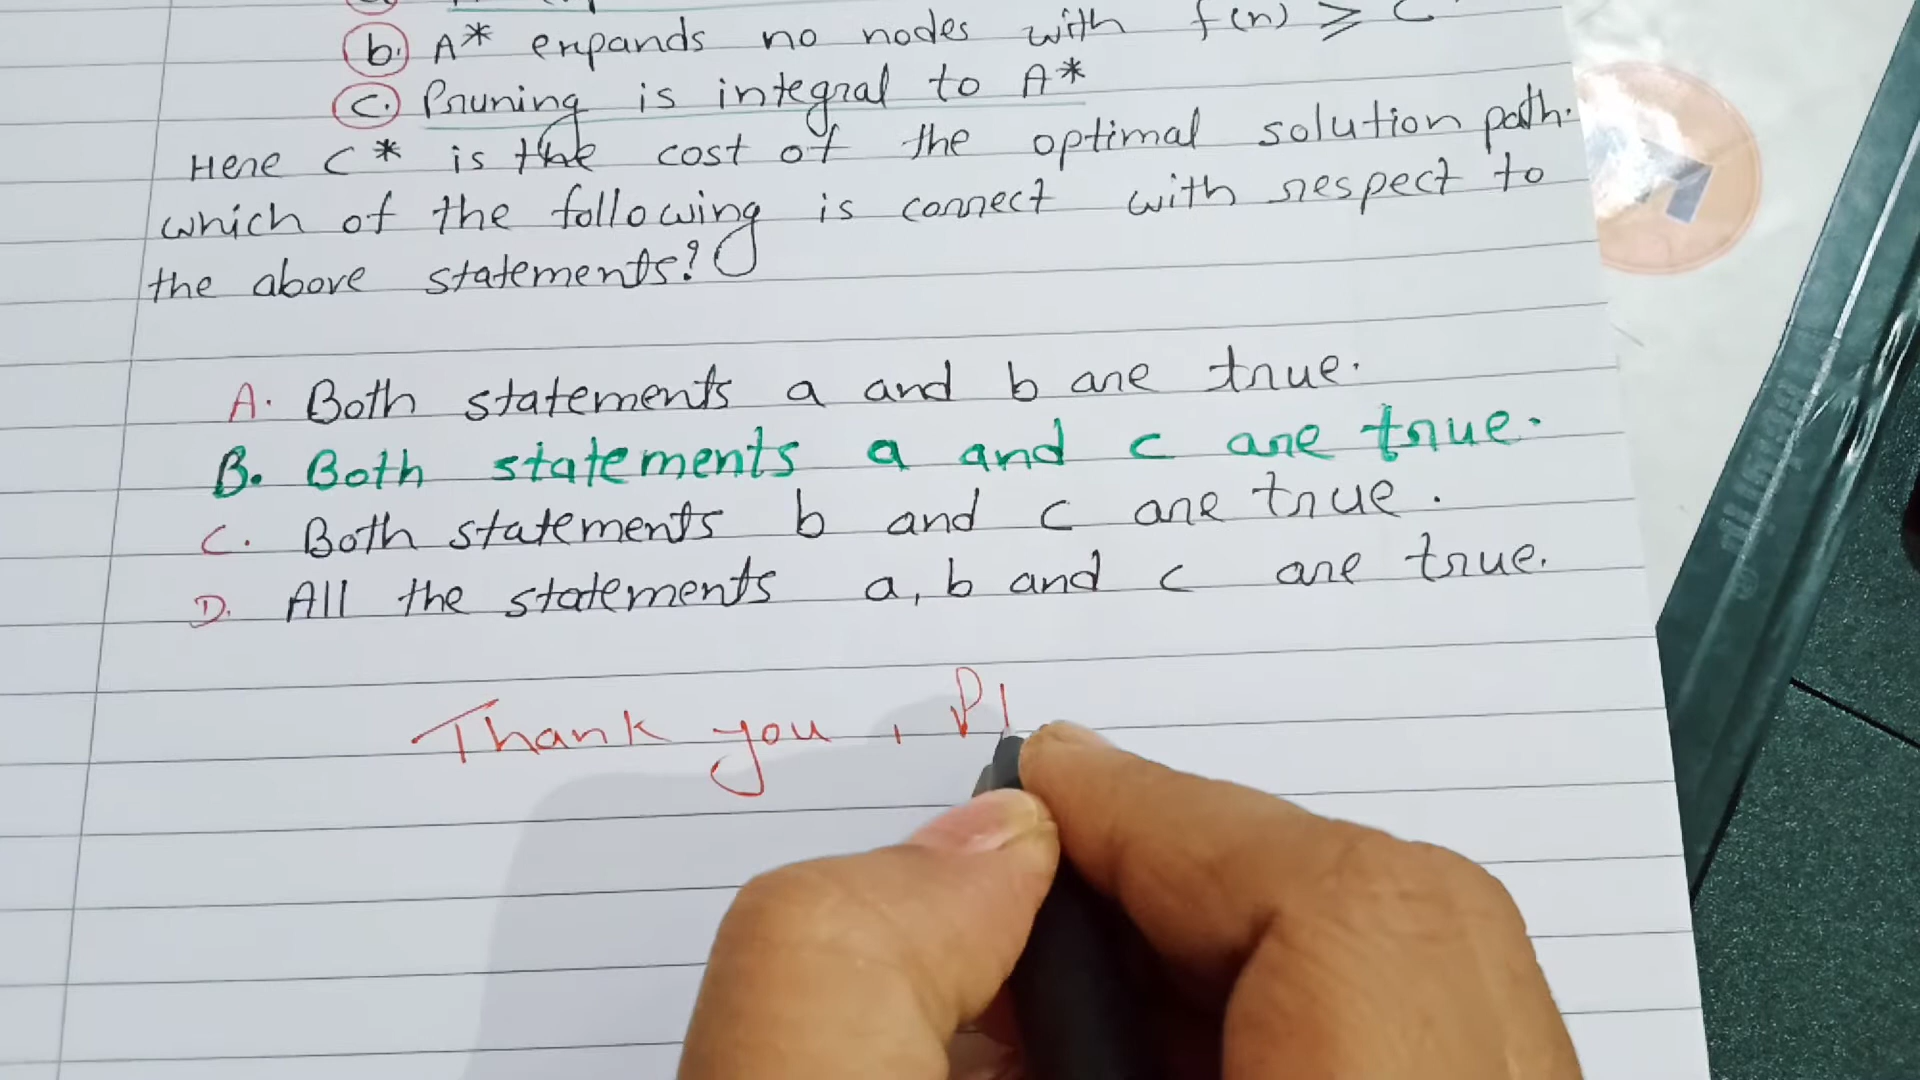 b. A* expands no nodes with f(n) ≥ C
c. Pruning is integral to A*
Here C* is the cost of the optimal solution path.
which of the following is correct with respect to
the above statements?
A. Both statements a and b are true.
B. Both statements a and c are true.
C. Both statements b and c are true.
D. All the statements a, b and c are true.
Thank you, Pl